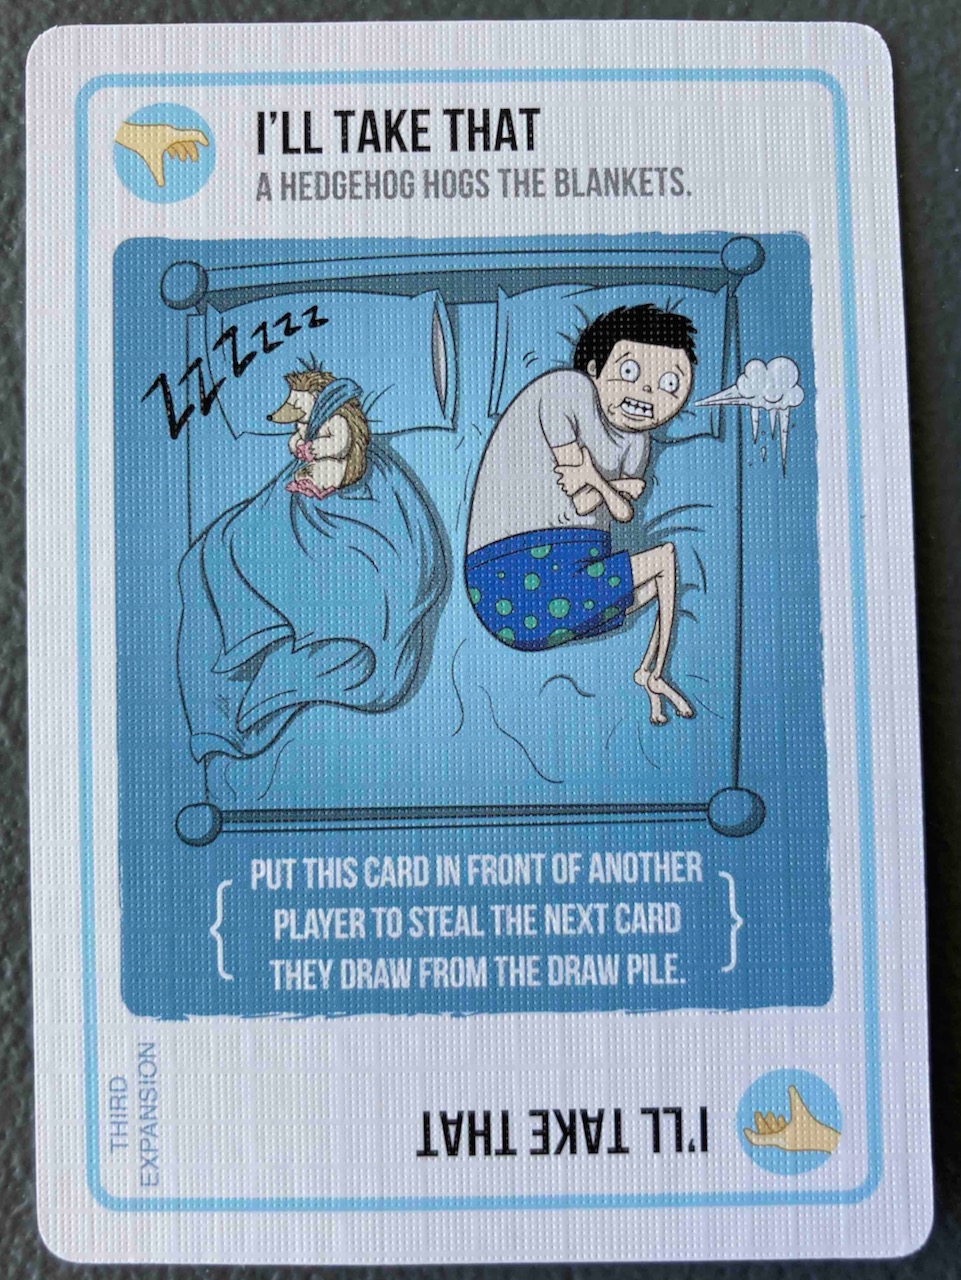 I'LL TAKE THAT
A HEDGEHOG HOGS THE BLANKETS.
ZZZzzzz
PUT THIS CARD IN FRONT OF ANOTHER
PLAYER TO STEAL THE NEXT CARD
THEY DRAW FROM THE DRAW PILE.
THIRD
EXPANSION
I'LL TAKE THAT